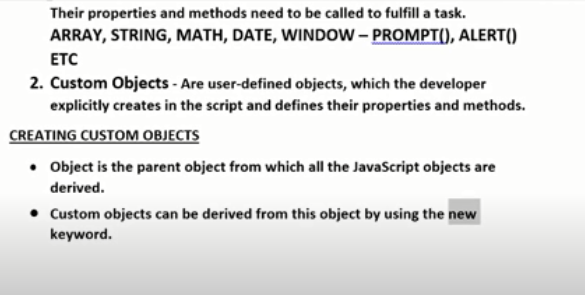 Their properties and methods need to be called to fulfill a task.
ARRAY, STRING, MATH, DATE, WINDOW – PROMPT(), ALERT()
ETC
2. Custom Objects - Are user-defined objects, which the developer
explicitly creates in the script and defines their properties and methods.
CREATING CUSTOM OBJECTS
• Object is the parent object from which all the JavaScript objects are
derived.
• Custom objects can be derived from this object by using the new
keyword.